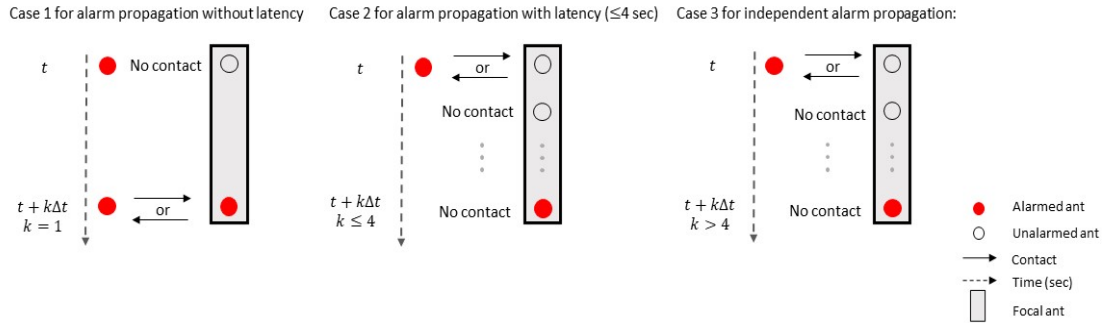 Case 1 for alarm propagation without latency
t
No contact
t + kΔt
k = 1
or
Case 2 for alarm propagation with latency (≤4 sec)
t
or
No contact
t + kΔt
k ≤ 4
No contact
Case 3 for independent alarm propagation:
t
or
No contact
t + kΔt
k > 4
No contact
Alarmed ant
Unalarmed ant
Contact
Time (sec)
Focal ant